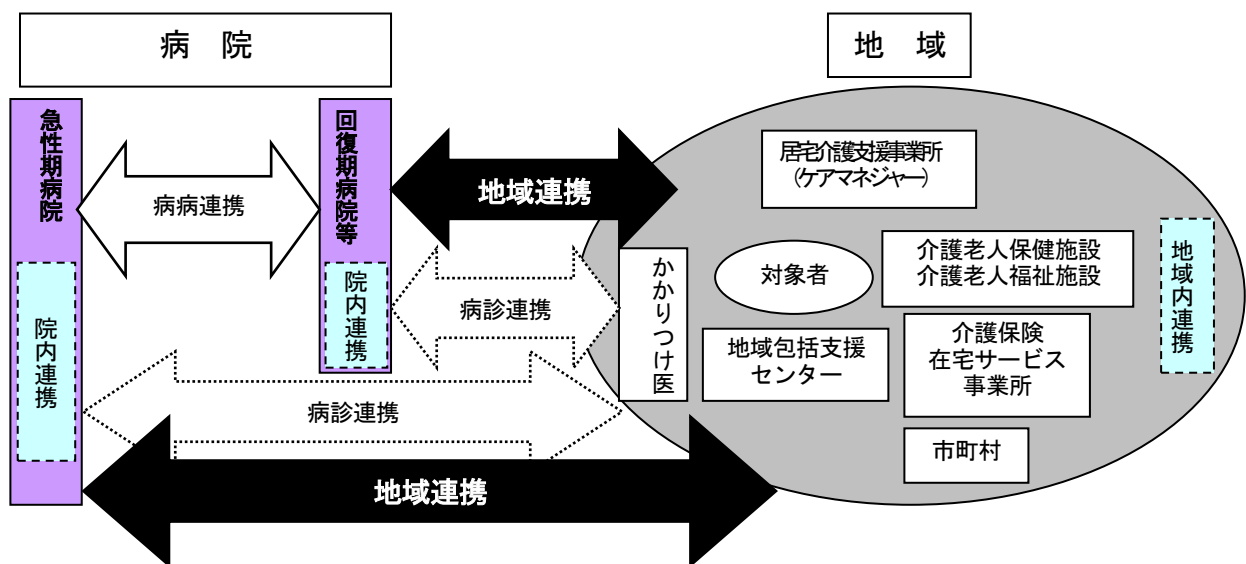 病　院
地　域
急性期病院
回復期病院等
病病連携
地域連携
居宅介護支援事業所
（ケアマネジャー）
院内連携
院内連携
病診連携
かかりつけ医
対象者
介護老人保健施設
介護老人福祉施設
地域内連携
地域包括支援
センター
介護保険
在宅サービス
事業所
病診連携
市町村
地域連携